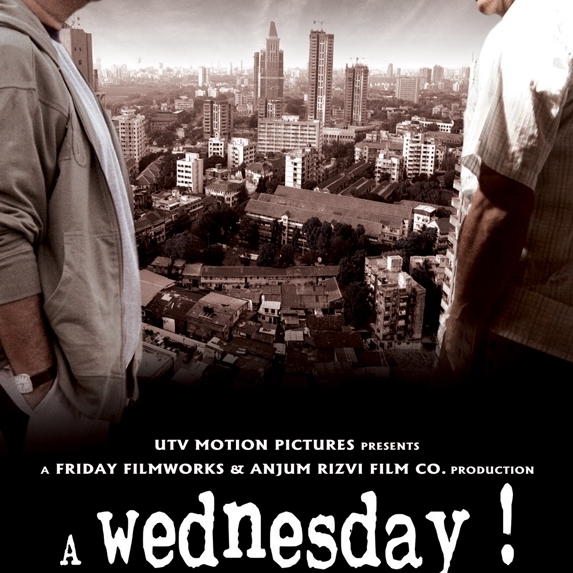 UTV MOTION PICTURES PRESENTS
A FRIDAY FILMWORKS & ANJUM RIZVI FILM CO. PRODUCTION
A wednesday !